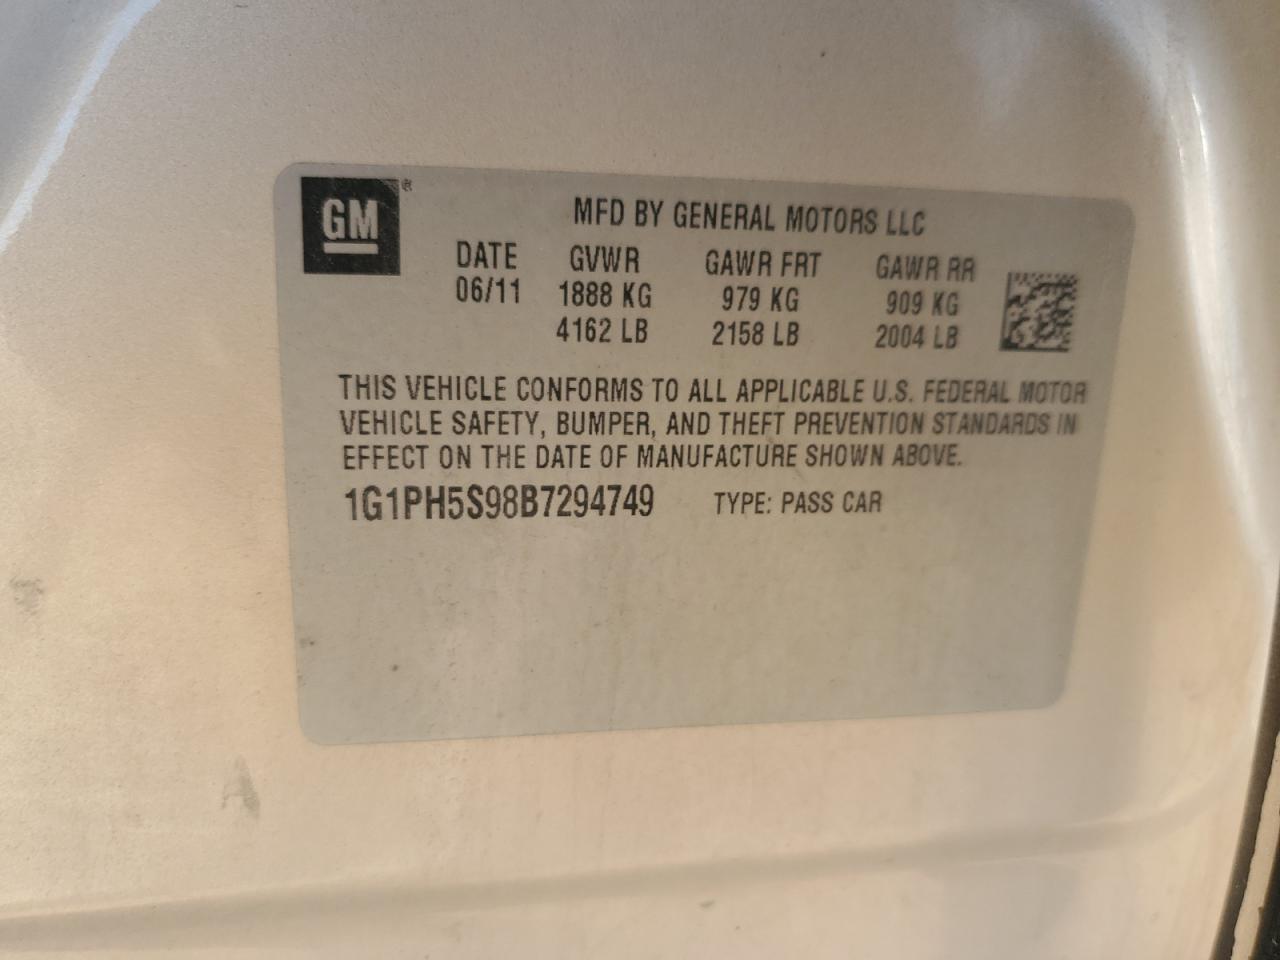 GM®
MFD BY GENERAL MOTORS LLC
DATE GVWR GAWR FRT GAWR RR
06/11 1888 KG 979 KG 909 KG
4162 LB 2158 LB 2004 LB
THIS VEHICLE CONFORMS TO ALL APPLICABLE U.S. FEDERAL MOTOR
VEHICLE SAFETY, BUMPER, AND THEFT PREVENTION STANDARDS IN
EFFECT ON THE DATE OF MANUFACTURE SHOWN ABOVE.
1G1PH5S98B7294749 TYPE: PASS CAR